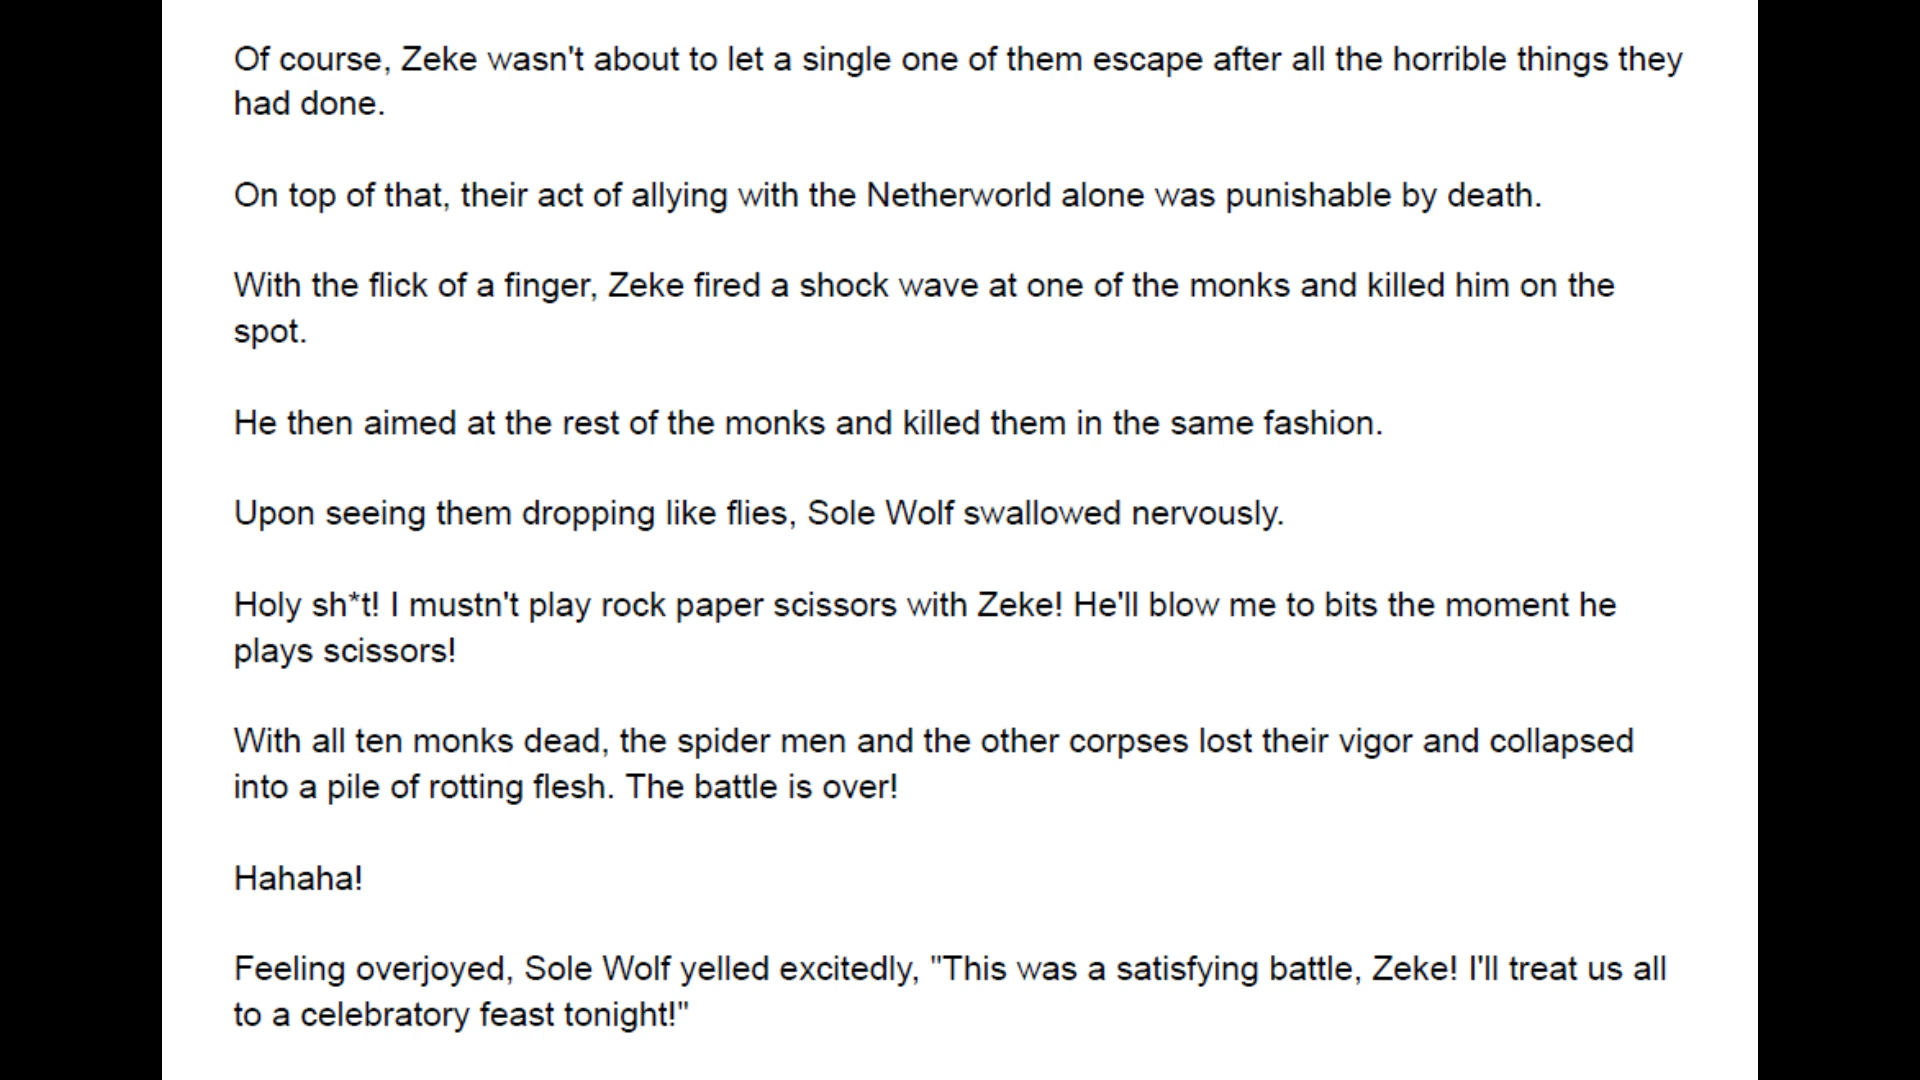 Of course, Zeke wasn't about to let a single one of them escape after all the horrible things they
had done.
On top of that, their act of allying with the Netherworld alone was punishable by death.
With the flick of a finger, Zeke fired a shock wave at one of the monks and killed him on the
spot.
He then aimed at the rest of the monks and killed them in the same fashion.
Upon seeing them dropping like flies, Sole Wolf swallowed nervously.
Holy sh*t! I mustn't play rock paper scissors with Zeke! He'll blow me to bits the moment he
plays scissors!
With all ten monks dead, the spider men and the other corpses lost their vigor and collapsed
into a pile of rotting flesh. The battle is over!
Hahaha!
Feeling overjoyed, Sole Wolf yelled excitedly, "This was a satisfying battle, Zeke! I'll treat us all
to a celebratory feast tonight!"